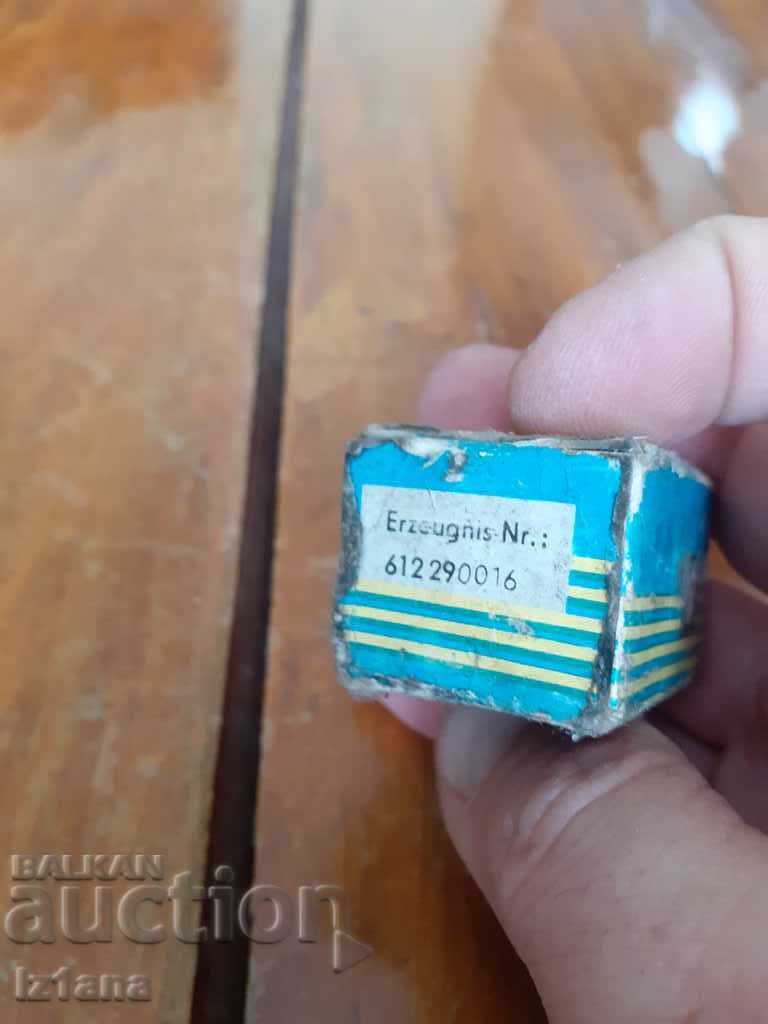 Erzeugnis-Nr.:
612290016
BALKAN
auction
Iz1ana